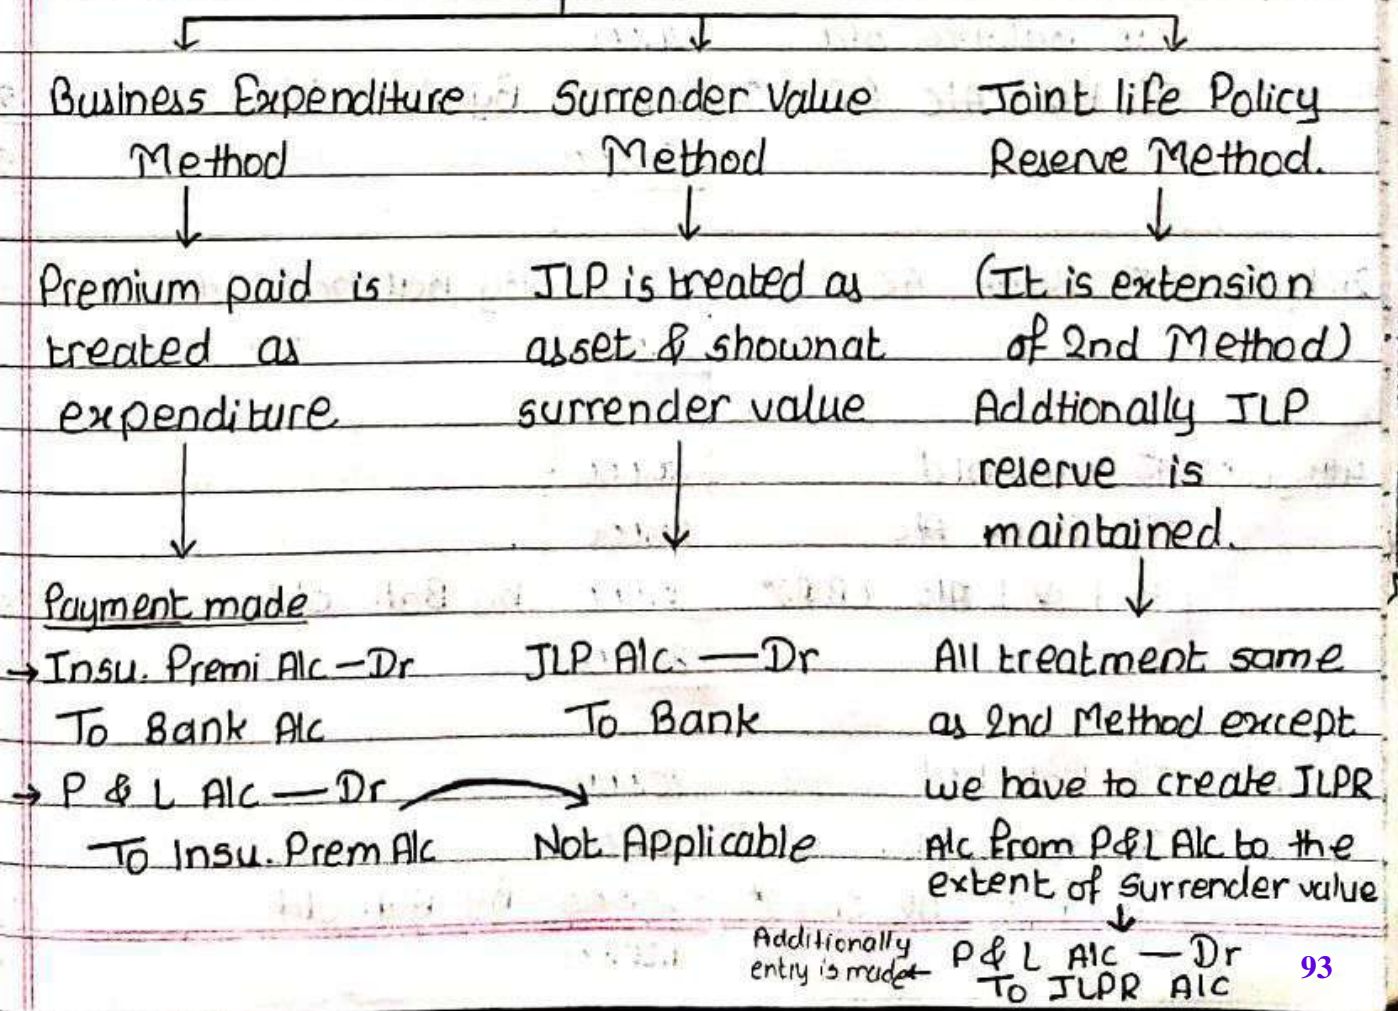 Business Expenditure
Method
Premium paid is
treated as
expenditure
Payment made
→ Insu. Premi A/c — Dr
To Bank A/c
→ P & L A/c — Dr
To Insu. Prem A/c
Surrender Value
Method
JLP is treated as
asset & shownat
surrender value
JLP A/c. — Dr
To Bank
Not Applicable
Joint life Policy
Reserve Method.
(It is extension
of 2nd Method)
Addtionally JLP
reserve is
maintained.
All treatment same
as 2nd Method except
we have to create JLPR
A/c from P&L A/c to the
extent of surrender value
Additionally
entry is made←
P & L A/c — Dr
To JLPR A/c
93